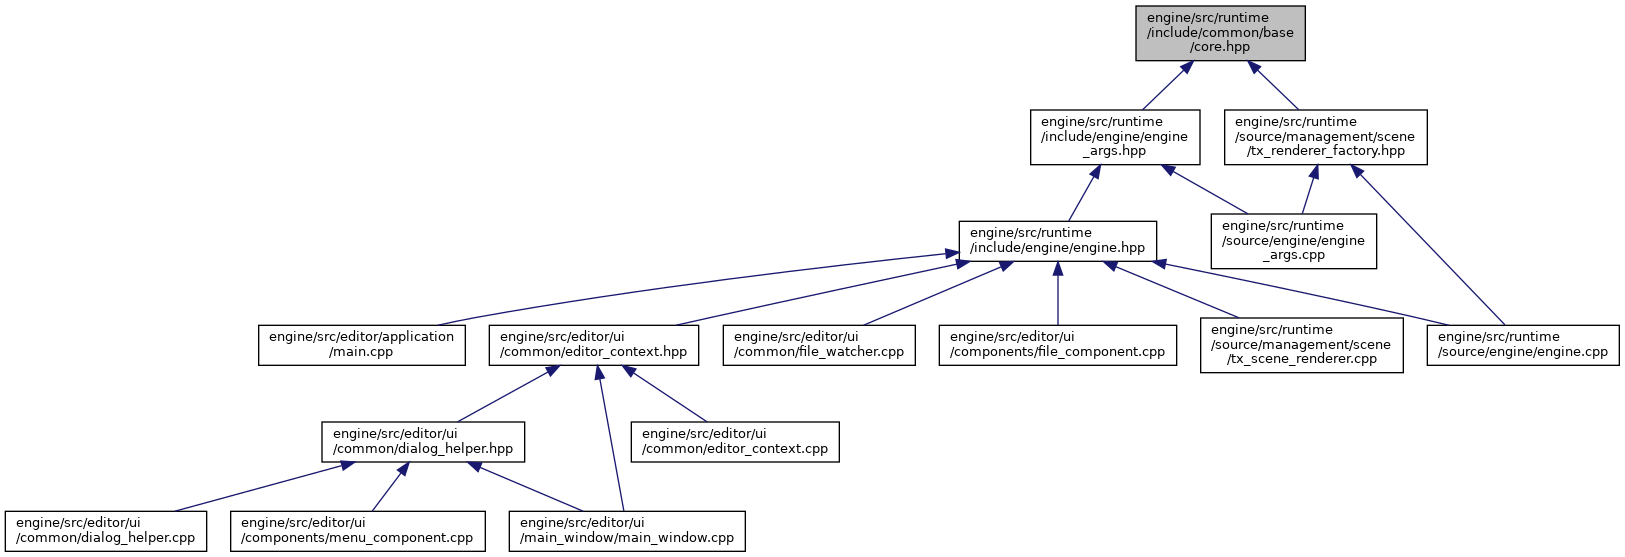 engine/src/runtime
/include/common/base
/core.hpp
engine/src/runtime
/include/engine/engine
_args.hpp
engine/src/runtime
/source/management/scene
/tx_renderer_factory.hpp
engine/src/runtime
/include/engine/engine.hpp
engine/src/runtime
/source/engine/engine
_args.cpp
engine/src/editor/application
/main.cpp
engine/src/editor/ui
/common/editor_context.hpp
engine/src/editor/ui
/common/file_watcher.cpp
engine/src/editor/ui
/components/file_component.cpp
engine/src/runtime
/source/management/scene
/tx_scene_renderer.cpp
engine/src/runtime
/source/engine/engine.cpp
engine/src/editor/ui
/common/dialog_helper.hpp
engine/src/editor/ui
/common/editor_context.cpp
engine/src/editor/ui
/common/dialog_helper.cpp
engine/src/editor/ui
/components/menu_component.cpp
engine/src/editor/ui
/main_window/main_window.cpp